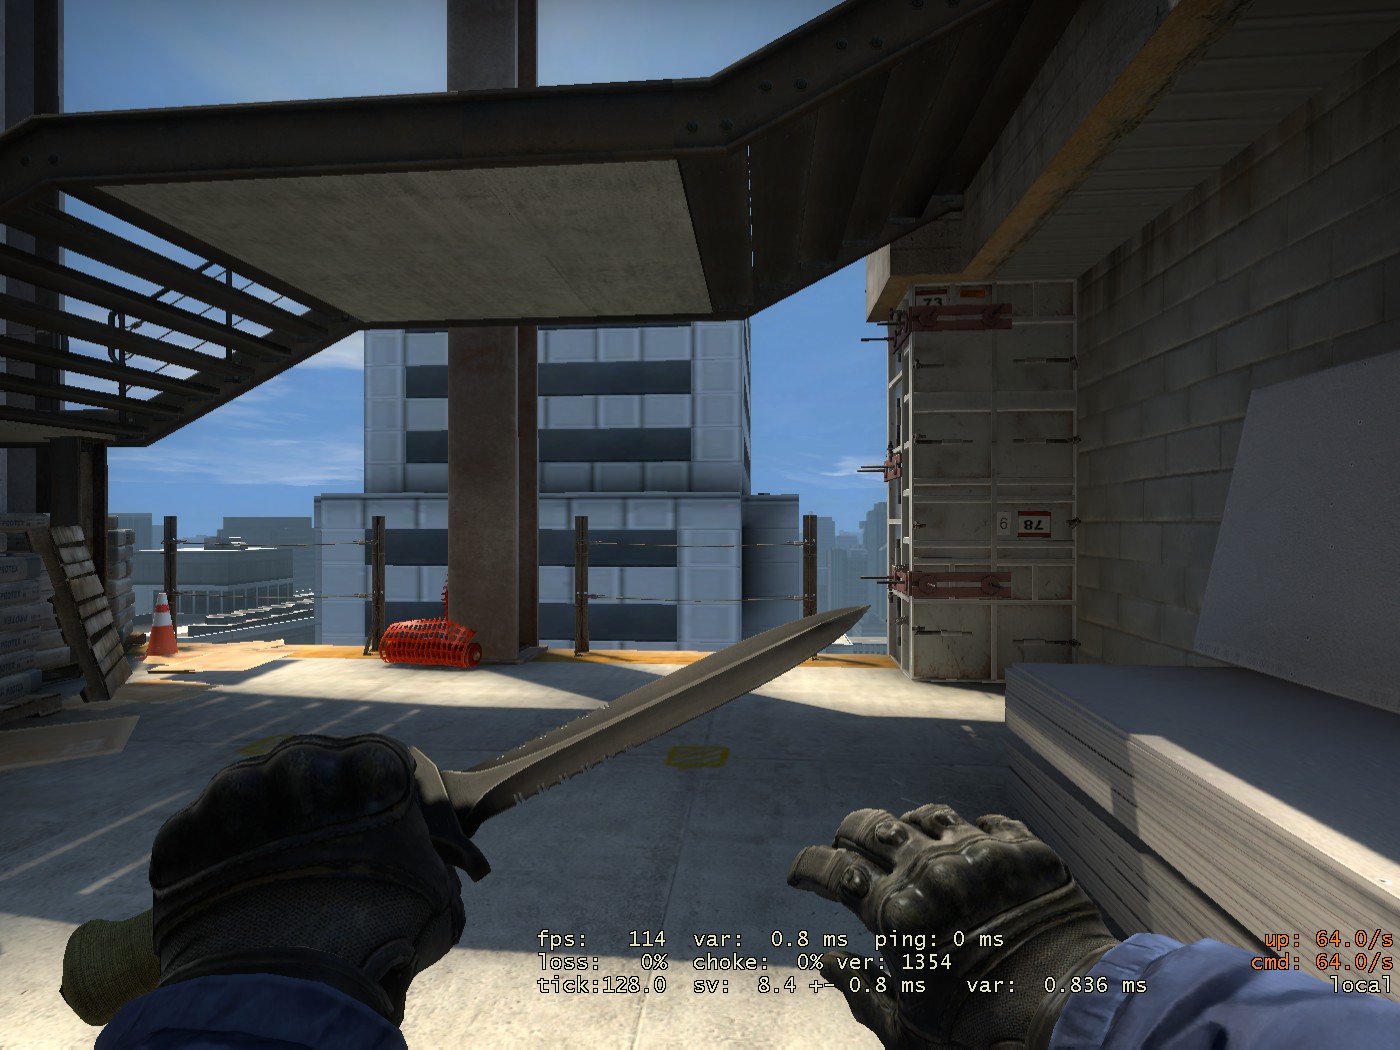 73
9 78
fps: 114 var: 0.8 ms ping: 0 ms
loss: 0% choke: 0% ver: 1354
tick:128.0 sv: 8.4 +- 0.8 ms var: 0.836 ms
up: 64.0/s
cmd: 64.0/s
local